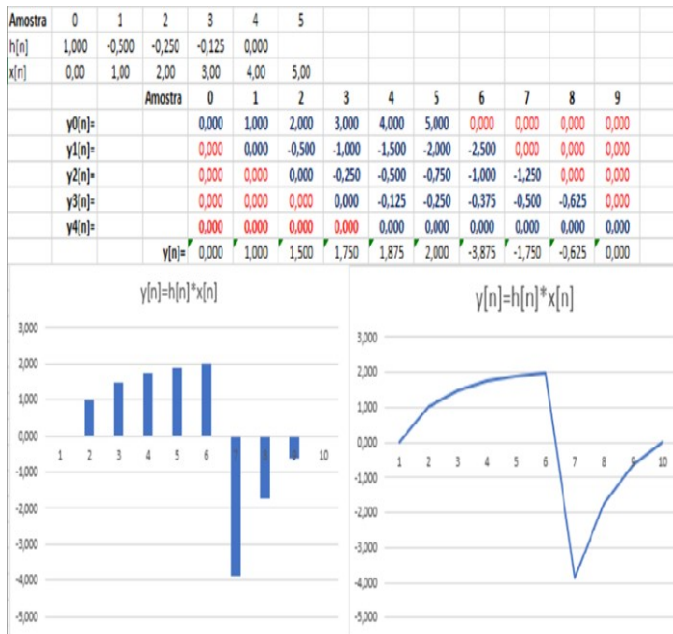 Amostra 0 1 2 3 4 5
h[n] 1,000 -0,500 -0,250 -0,125 0,000
x[n] 0,00 1,00 2,00 3,00 4,00 5,00
Amostra 0 1 2 3 4 5 6 7 8 9
y0(n)= 0,000 1,000 2,000 3,000 4,000 5,000 0,000 0,000 0,000 0,000
y1(n)= 0,000 0,000 -0,500 -1,000 -1,500 -2,000 -2,500 0,000 0,000 0,000
y2(n)= 0,000 0,000 0,000 -0,250 -0,500 -0,750 -1,000 -1,250 0,000 0,000
y3(n)= 0,000 0,000 0,000 0,000 -0,125 -0,250 -0,375 -0,500 -0,625 0,000
y4(n)= 0,000 0,000 0,000 0,000 0,000 0,000 0,000 0,000 0,000 0,000
y[n]= 0,000 1,000 1,500 1,750 1,875 2,000 -3,875 -1,750 -0,625 0,000
y[n]=h[n]*x[n]
3,000
2,000
1,000
0,000
1 2 3 4 5 6 7 8 9 10
-1,000
-2,000
-3,000
-4,000
-5,000
y[n]=h[n]*x[n]
3,000
2,000
1,000
0,000
1 2 3 4 5 6 7 8 9 10
-1,000
-2,000
-3,000
-4,000
-5,000